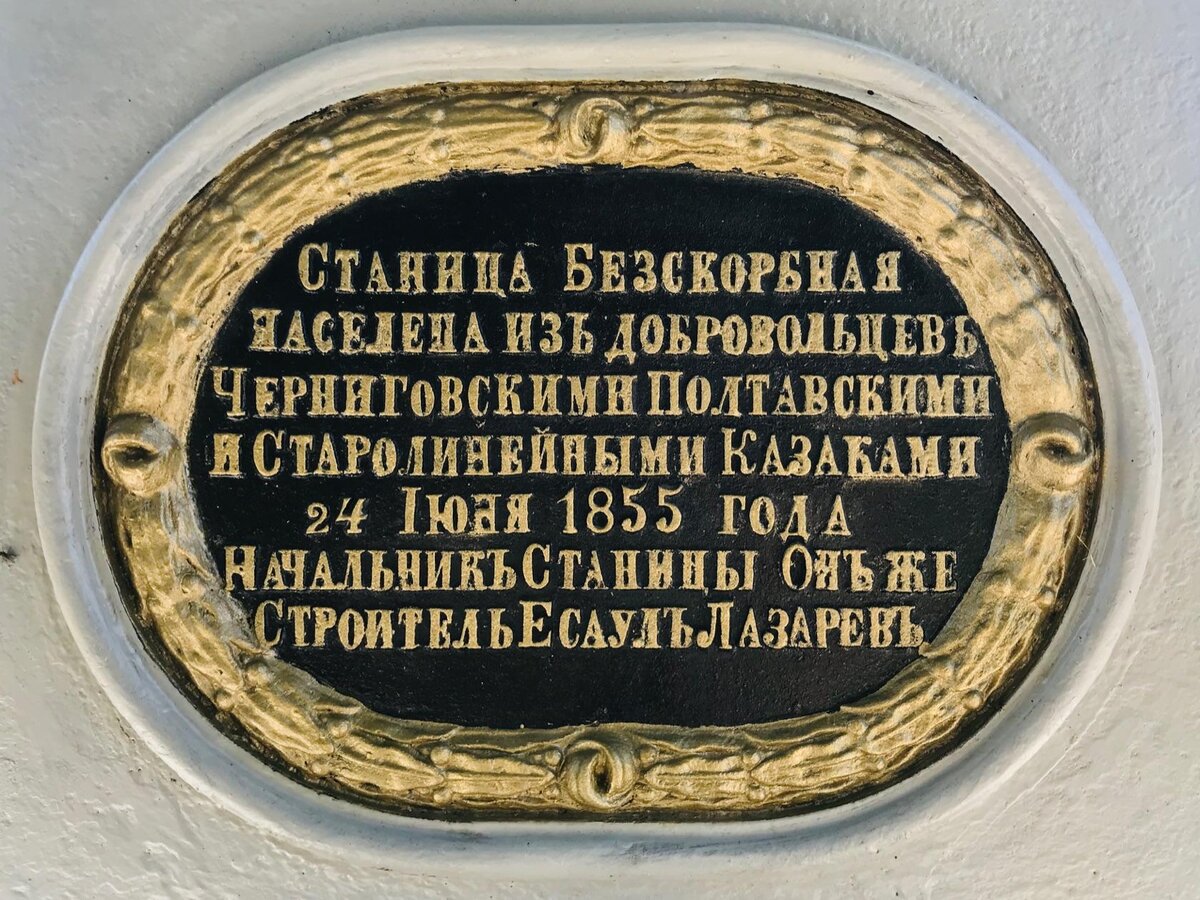 Станица Безскорбная
населена изъ добровольцевъ
Черниговскими Полтавскими
и Старолинейными Казаками
24 Іюня 1855 года
Начальникъ Станицы Онъ же
Строитель Есаулъ Лазаревъ.